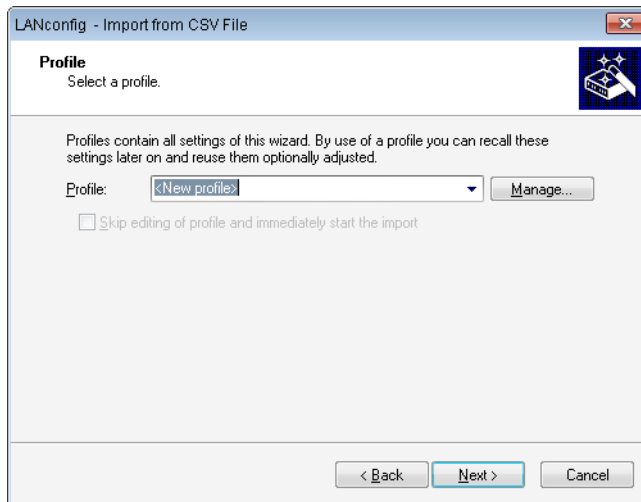 LANconfig - Import from CSV File
Profile
Select a profile.
Profiles contain all settings of this wizard. By use of a profile you can recall these
settings later on and reuse them optionally adjusted.
Profile: <New profile> Manage...
Skip editing of profile and immediately start the import
< Back Next > Cancel